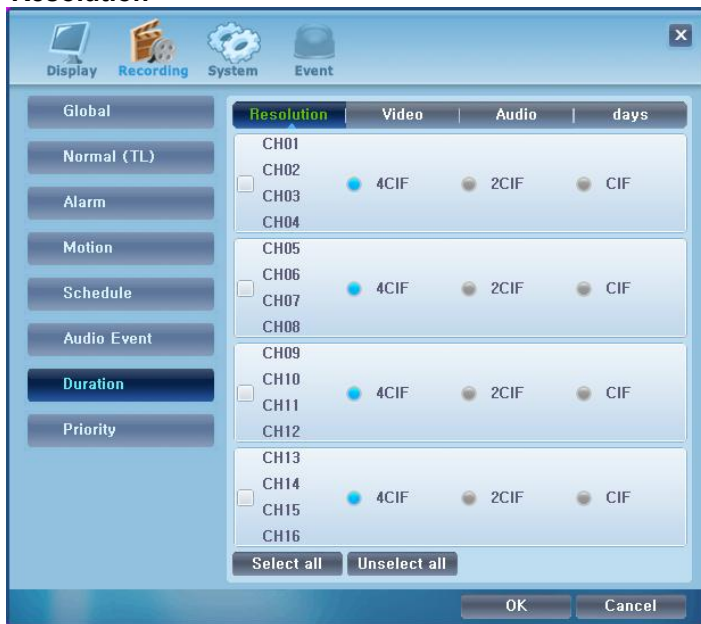 Display Recording System Event
Global
Normal (TL)
Alarm
Motion
Schedule
Audio Event
Duration
Priority
Resolution | Video | Audio | days
CH01
CH02
CH03
CH04
4CIF 2CIF CIF
CH05
CH06
CH07
CH08
4CIF 2CIF CIF
CH09
CH10
CH11
CH12
4CIF 2CIF CIF
CH13
CH14
CH15
CH16
4CIF 2CIF CIF
Select all Unselect all
OK Cancel